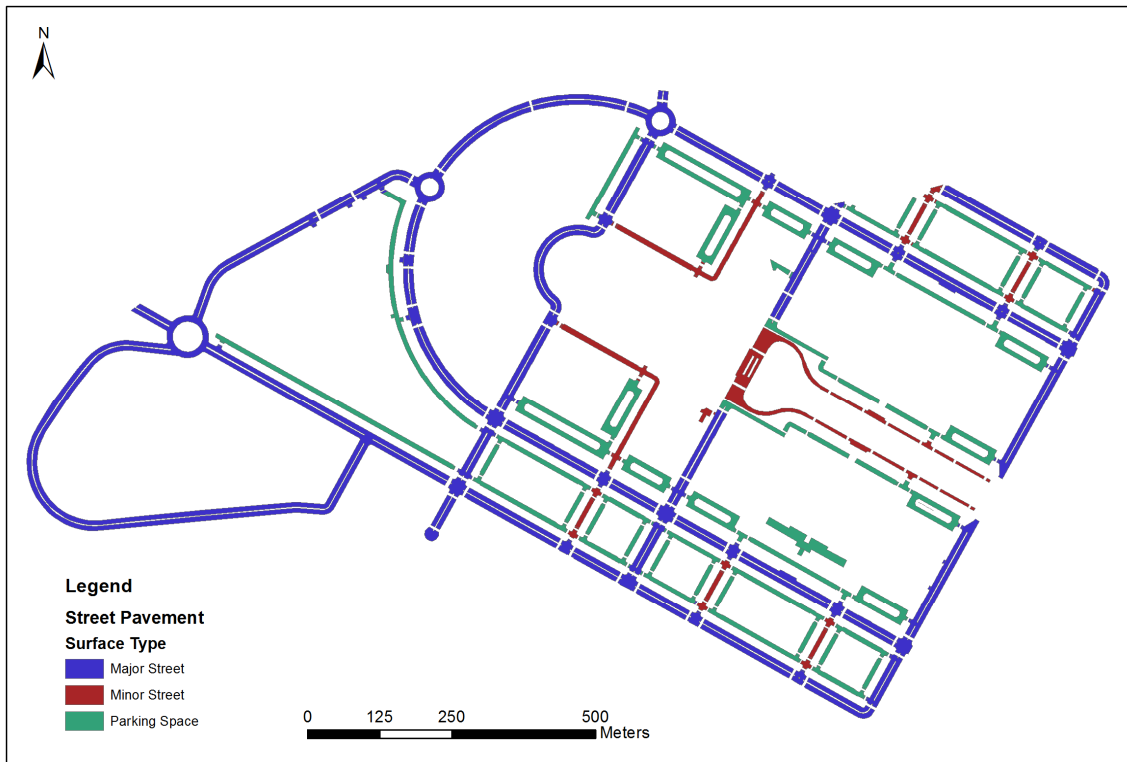 N
Legend
Street Pavement
Surface Type
Major Street
Minor Street
Parking Space
0 125 250 500
Meters